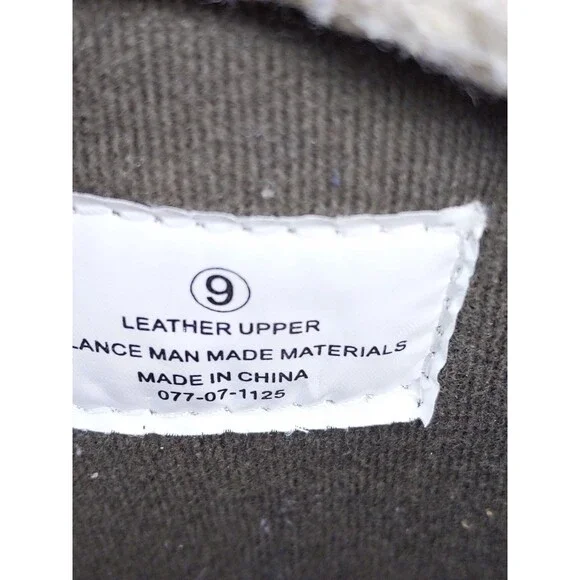 9
LEATHER UPPER
LANCE MAN MADE MATERIALS
MADE IN CHINA
077-07-1125